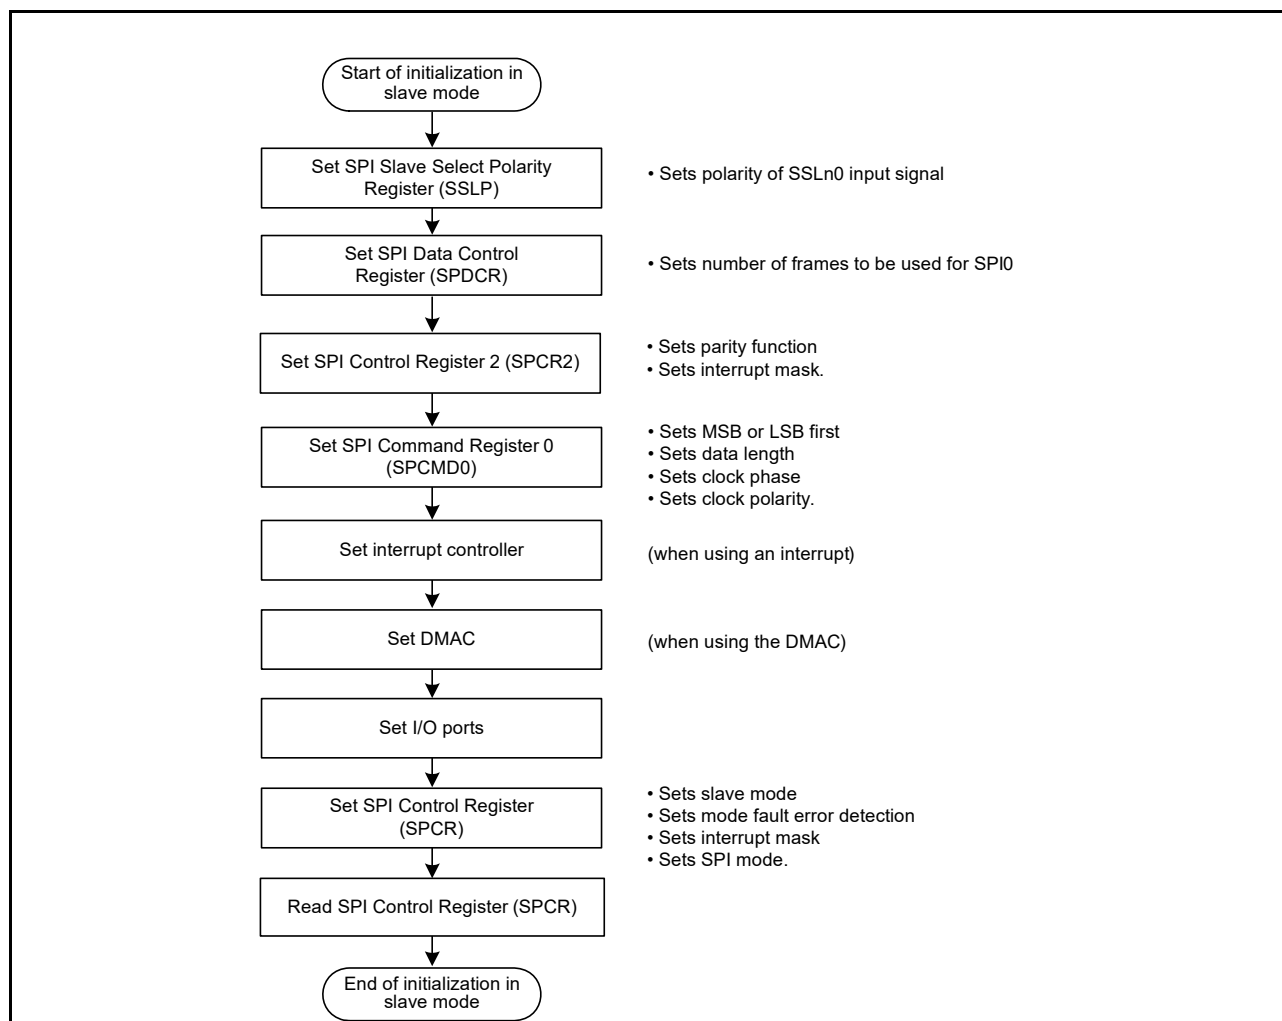 Start of initialization in
slave mode
Set SPI Slave Select Polarity
Register (SSLP)
• Sets polarity of SSLn0 input signal
Set SPI Data Control
Register (SPDCR)
• Sets number of frames to be used for SPI0
Set SPI Control Register 2 (SPCR2)
• Sets parity function
• Sets interrupt mask.
Set SPI Command Register 0
(SPCMD0)
• Sets MSB or LSB first
• Sets data length
• Sets clock phase
• Sets clock polarity.
Set interrupt controller
(when using an interrupt)
Set DMAC
(when using the DMAC)
Set I/O ports
Set SPI Control Register
(SPCR)
• Sets slave mode
• Sets mode fault error detection
• Sets interrupt mask
• Sets SPI mode.
Read SPI Control Register (SPCR)
End of initialization in
slave mode